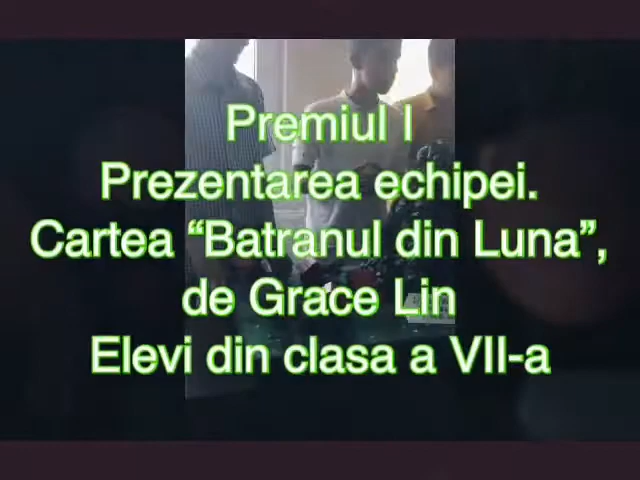 Premiul I
Prezentarea echipei.
Cartea “Batranul din Luna”,
de Grace Lin
Elevi din clasa a VII-a